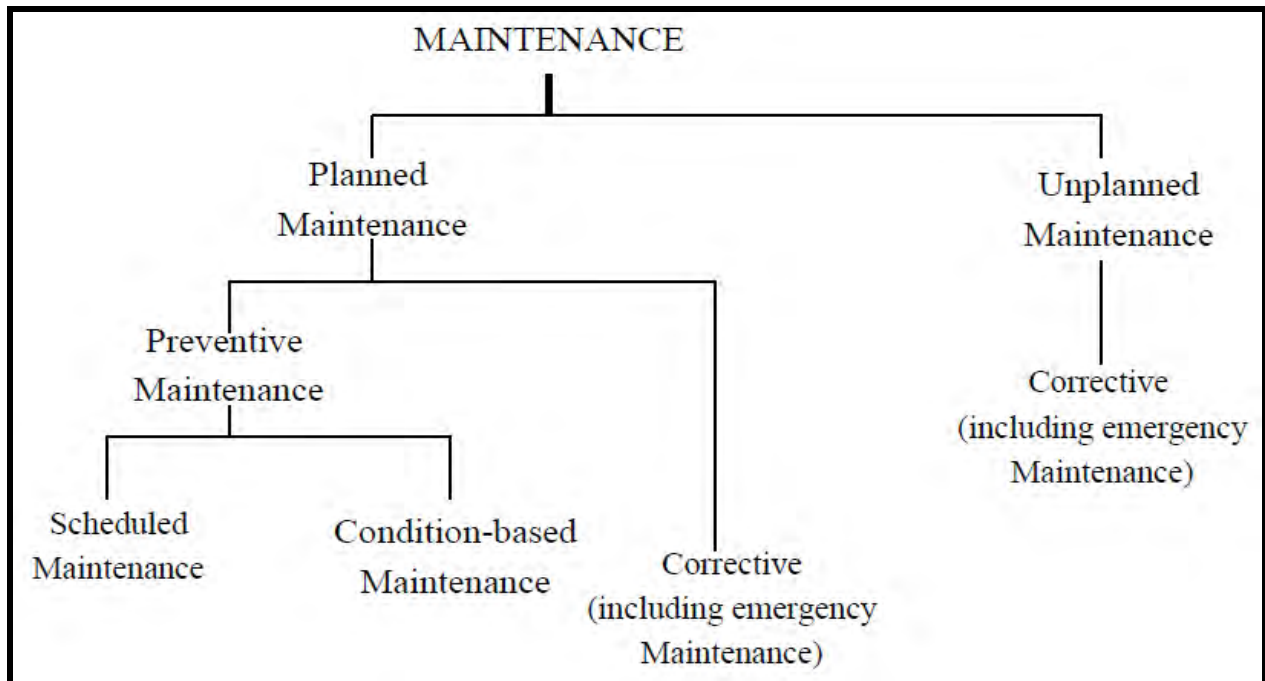 MAINTENANCE
Planned
Maintenance
Unplanned
Maintenance
Preventive
Maintenance
Corrective
(including emergency
Maintenance)
Scheduled
Maintenance
Condition-based
Maintenance
Corrective
(including emergency
Maintenance)